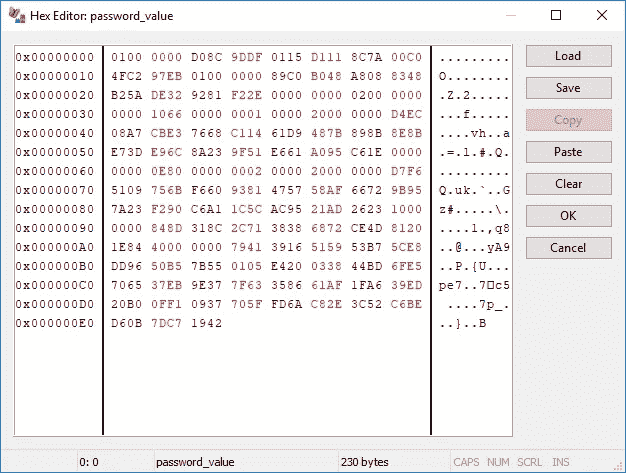 Hex Editor: password_value
0x00000000 0100 0000 D08C 9DDF 0115 D111 8C7A 00C0 .........
0x00000010 4FC2 97EB 0100 0000 89C0 B048 A808 8348 O........
0x00000020 B25A DE32 9281 F22E 0000 0000 0200 0000 .Z.2.....
0x00000030 0000 1066 0000 0001 0000 2000 0000 D4EC ...f.....
0x00000040 08A7 CBE3 7668 C114 61D9 487B 898B 8E8B ....vh..a
0x00000050 E73D E96C 8A23 9F51 E661 A095 C61E 0000 .=.l.#.Q.
0x00000060 0000 0E80 0000 0002 0000 2000 0000 D7F6 .........
0x00000070 5109 756B F660 9381 4757 58AF 6672 9B95 Q.uk.`..G
0x00000080 7A23 F290 C6A1 1C5C AC95 21AD 2623 1000 z#.....\.
0x00000090 0000 848D 318C 2C71 3838 6872 CE4D 8120 ....1.,q8
0x000000A0 1E84 4000 0000 7941 3916 5159 53B7 5CE8 ..@...yA9
0x000000B0 DD96 50B5 7B55 0105 E420 0338 44BD 6FE5 ..P.{U...
0x000000C0 7065 37EB 9E37 7F63 3586 61AF 1FA6 39ED pe7..7□c5
0x000000D0 20B0 0FF1 0937 705F FD6A C82E 3C52 C6BE ....7p_.
0x000000E0 D60B 7DC7 1942 ..}..B
Load
Save
Copy
Paste
Clear
OK
Cancel
0: 0 password_value 230 bytes CAPS NUM SCRL INS